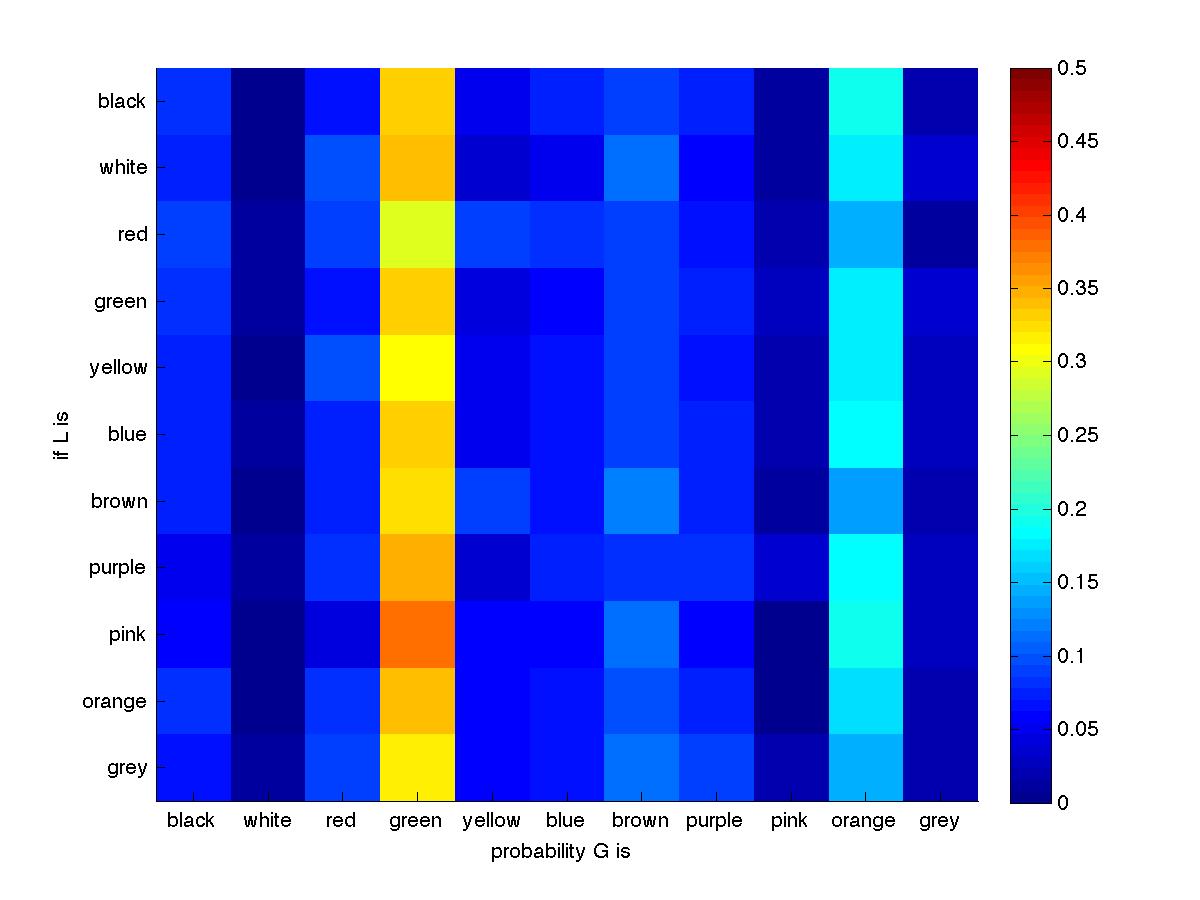 black
white
red
green
yellow
blue
brown
purple
pink
orange
grey
if L is
black white red green yellow blue brown purple pink orange grey
probability G is
0.5
0.45
0.4
0.35
0.3
0.25
0.2
0.15
0.1
0.05
0